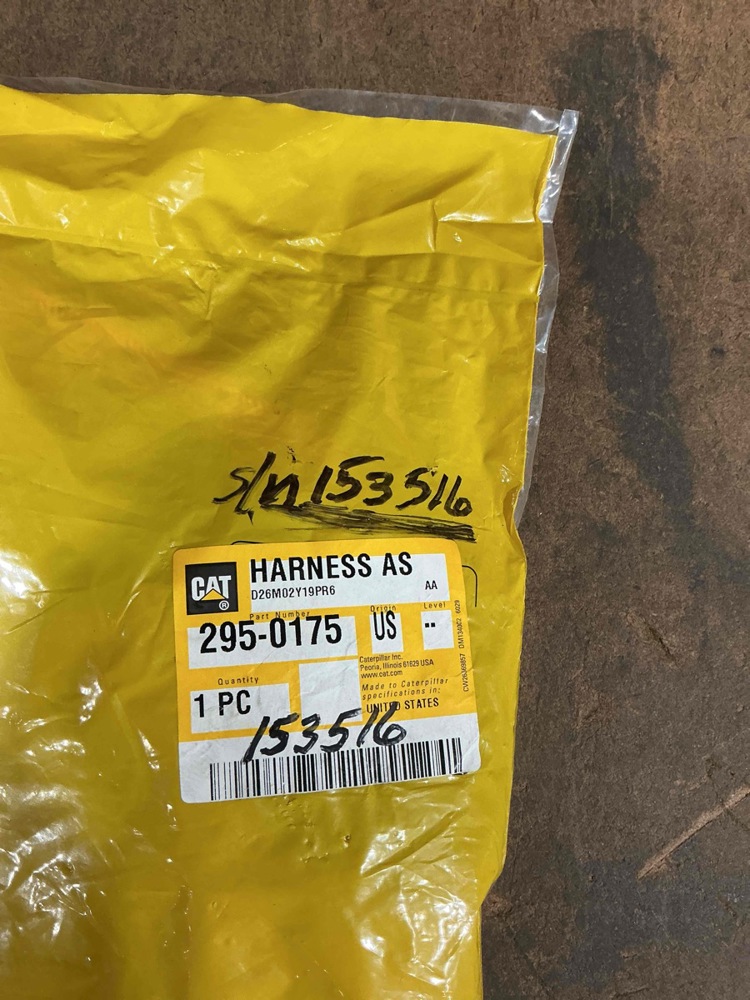 s/n 153516
CAT
®
HARNESS AS
D26M02Y19PR6
AA
Part Number
295-0175
Origin
US
Level
--
Caterpillar Inc.
Peoria, Illinois 61629 USA
www.cat.com
Quantity
1 PC
Made to Caterpillar
specifications in:
UNITED STATES
153516